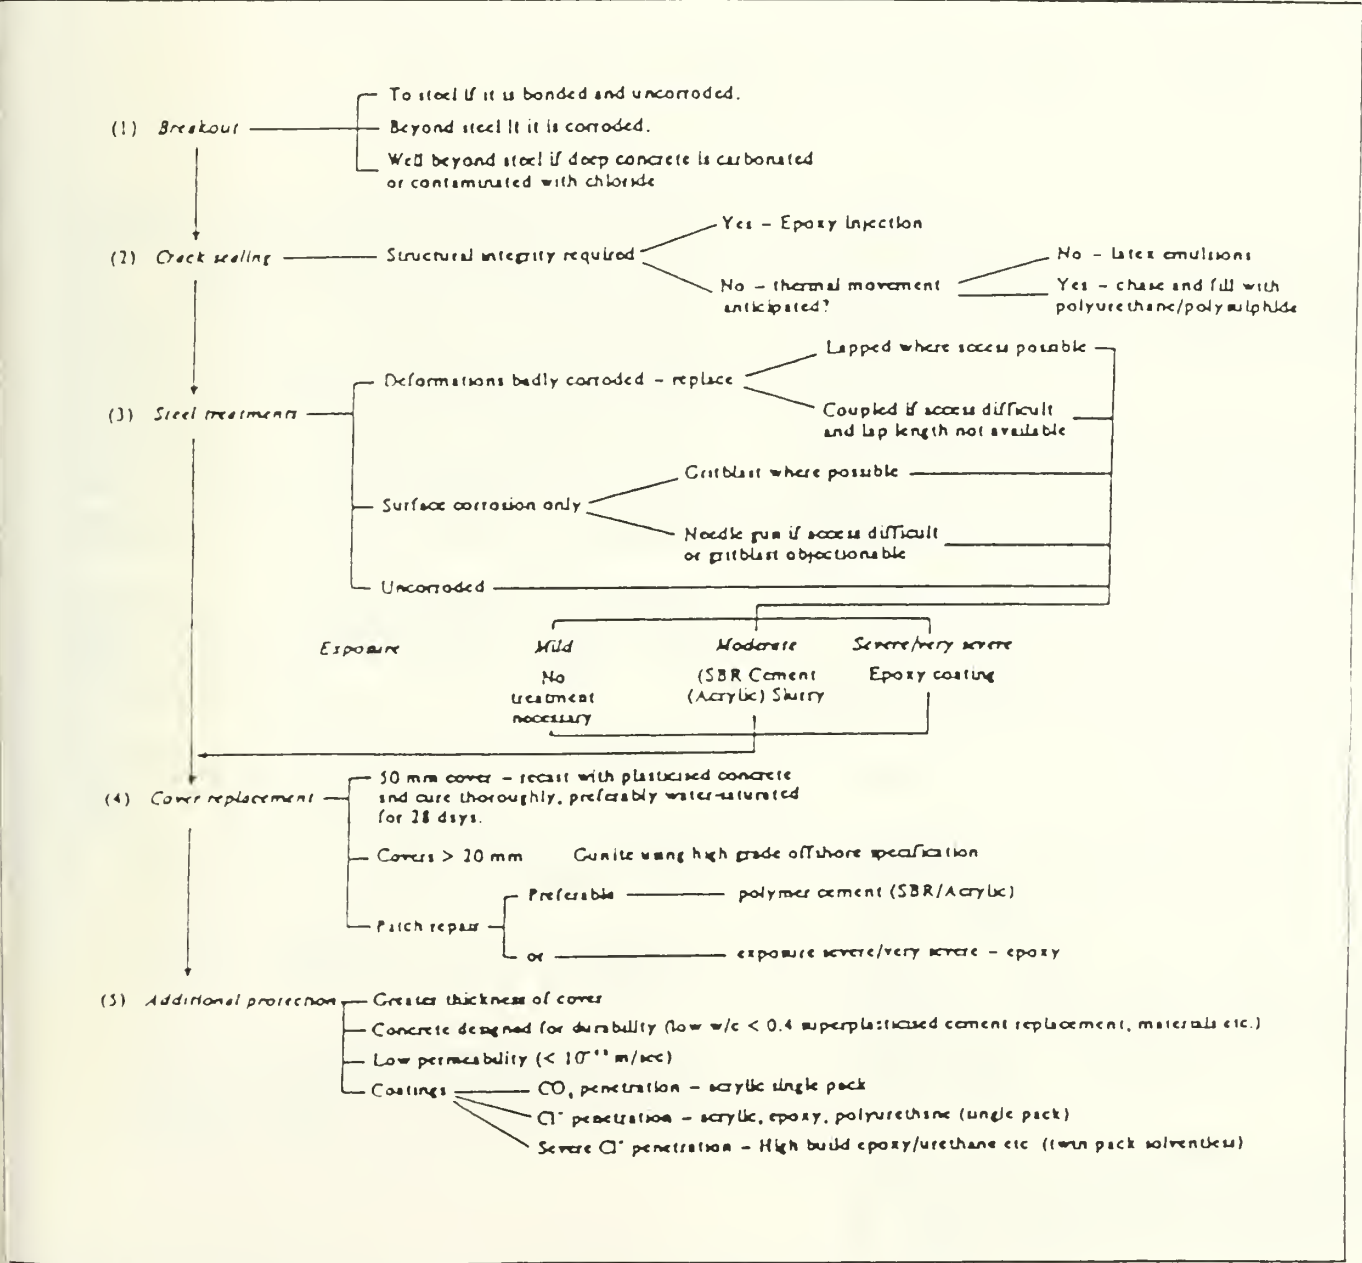 To steel if it is bonded and uncorroded.
(1) Breakout
Beyond steel if it is corroded.
Well beyond steel if deep concrete is carbonated
or contaminated with chloride
Yes – Epoxy injection
(2) Crack sealing
Structural integrity required
No – latex emulsions
No – thermal movement
anticipated?
Yes – chase and fill with
polyurethane/polysulphide
Lapped where access possible
Deformations badly corroded – replace
(3) Steel treatments
Coupled if access difficult
and lap length not available
Gritblast where possible
Surface corrosion only
Needle gun if access difficult
or gritblast objectionable
Uncorroded
Exposure Mild Moderate Severe/very severe
No (SBR Cement Epoxy coating
treatment (Acrylic) Slurry
necessary
50 mm cover – recast with plasticised concrete
(4) Cover replacement
and cure thoroughly, preferably water-saturated
for 28 days.
Covers > 20 mm Gunite using high grade offshore specification
Preferable polymer cement (SBR/Acrylic)
Patch repair
or exposure severe/very severe – epoxy
(5) Additional protection
Greater thickness of cover
Concrete designed for durability (low w/c < 0.4 superplasticised cement replacement, materials etc.)
Low permeability (< m/sec)
Coatings
CO₂ penetration – acrylic single pack
Cl⁻ penetration – acrylic, epoxy, polyurethane (single pack)
Severe Cl⁻ penetration – High build epoxy/urethane etc (twin pack solventless)